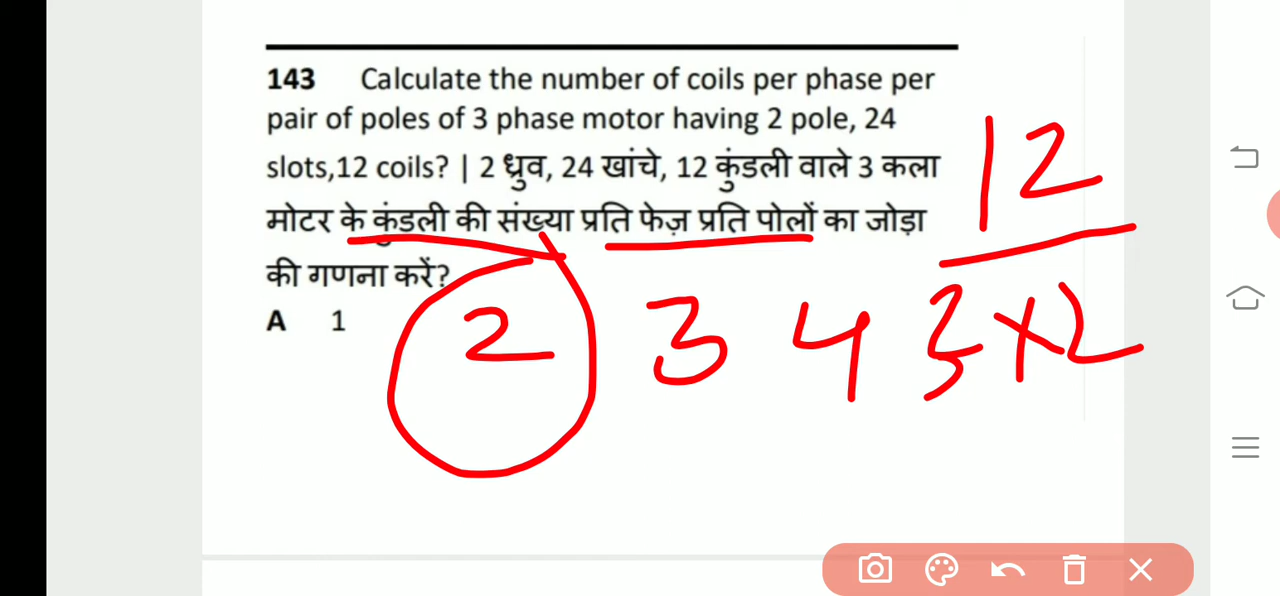 143 Calculate the number of coils per phase per
pair of poles of 3 phase motor having 2 pole, 24
slots,12 coils? | 2 ध्रुव, 24 खांचे, 12 कुंडली वाले 3 कला
मोटर के कुंडली की संख्या प्रति फेज़ प्रति पोलों का जोड़ा
की गणना करें?
A 1 2 3 4
12
3×2